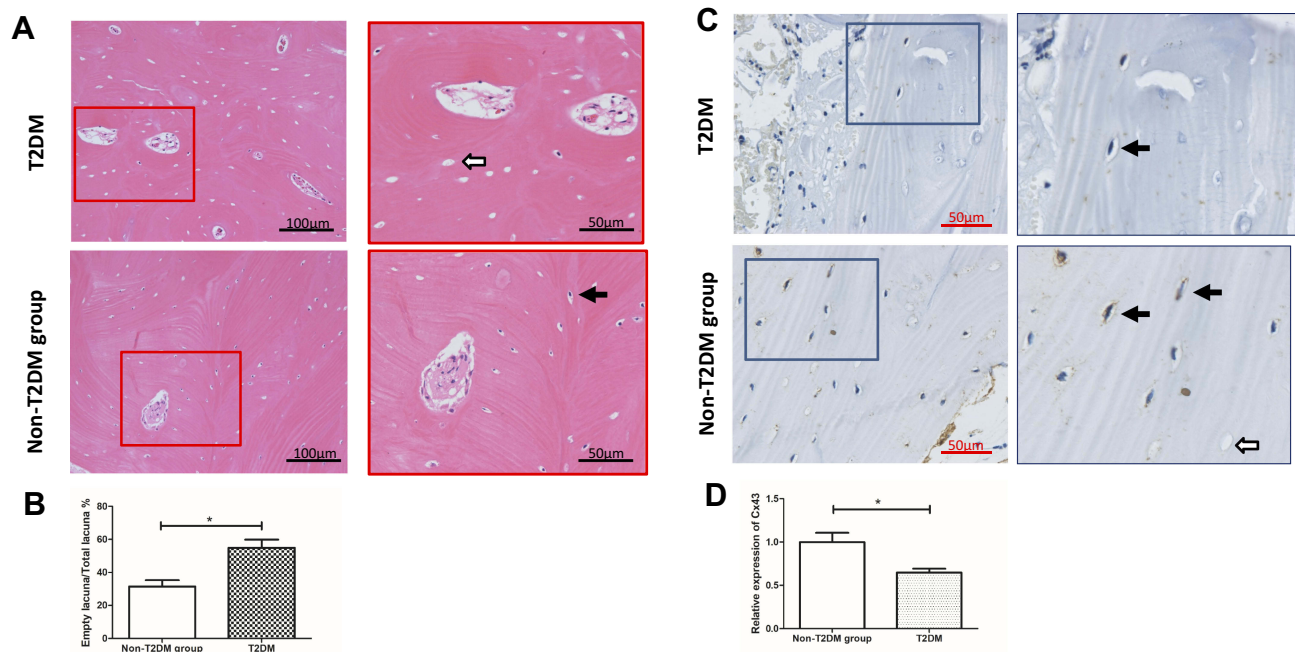 A
T2DM
100μm
50μm
Non-T2DM group
100μm
50μm
B
Empty lacuna/Total lacuna %
80
60
40
20
0
*
Non-T2DM group
T2DM
C
T2DM
50μm
Non-T2DM group
50μm
D
Relative expression of Cx43
1.5
1.0
0.5
0.0
*
Non-T2DM group
T2DM